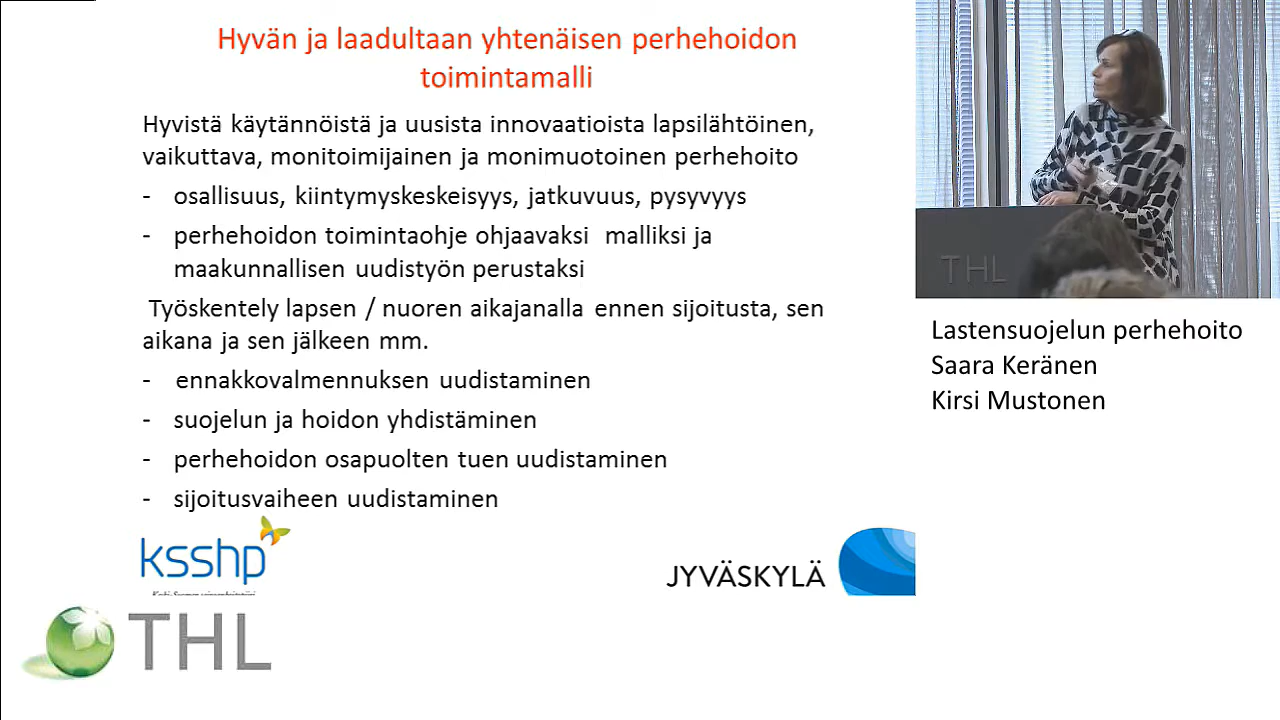 Hyvän ja laadultaan yhtenäisen perhehoidon
toimintamalli
Hyvistä käytännöistä ja uusista innovaatioista lapsilähtöinen,
vaikuttava, monitoimijainen ja monimuotoinen perhehoito
- osallisuus, kiintymyskeskeisyys, jatkuvuus, pysyvyys
- perhehoidon toimintaohje ohjaavaksi malliksi ja
maakunnallisen uudistyön perustaksi
Työskentely lapsen / nuoren aikajanalla ennen sijoitusta, sen
aikana ja sen jälkeen mm.
- ennakkovalmennuksen uudistaminen
- suojelun ja hoidon yhdistäminen
- perhehoidon osapuolten tuen uudistaminen
- sijoitusvaiheen uudistaminen
ksshp
JYVÄSKYLÄ
THL
THL
Lastensuojelun perhehoito
Saara Keränen
Kirsi Mustonen